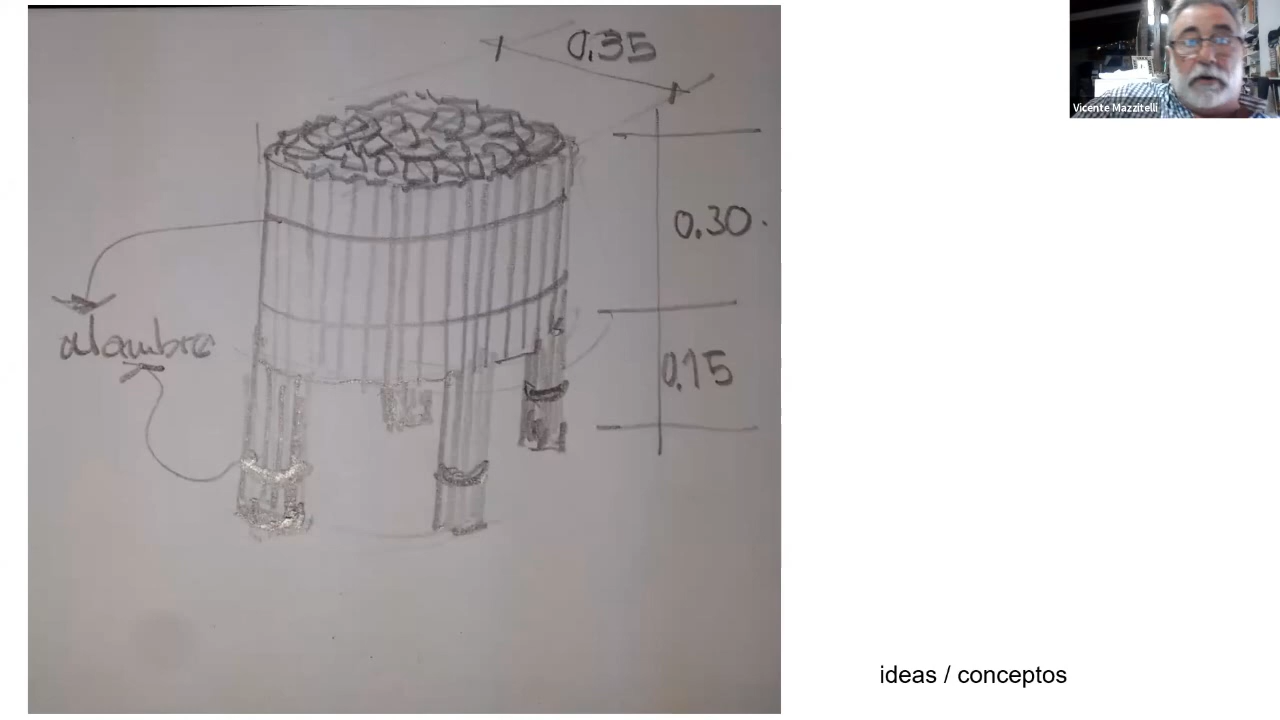 0.35
Vicente Mazzitelli
0.30
alambre
0.15
ideas / conceptos